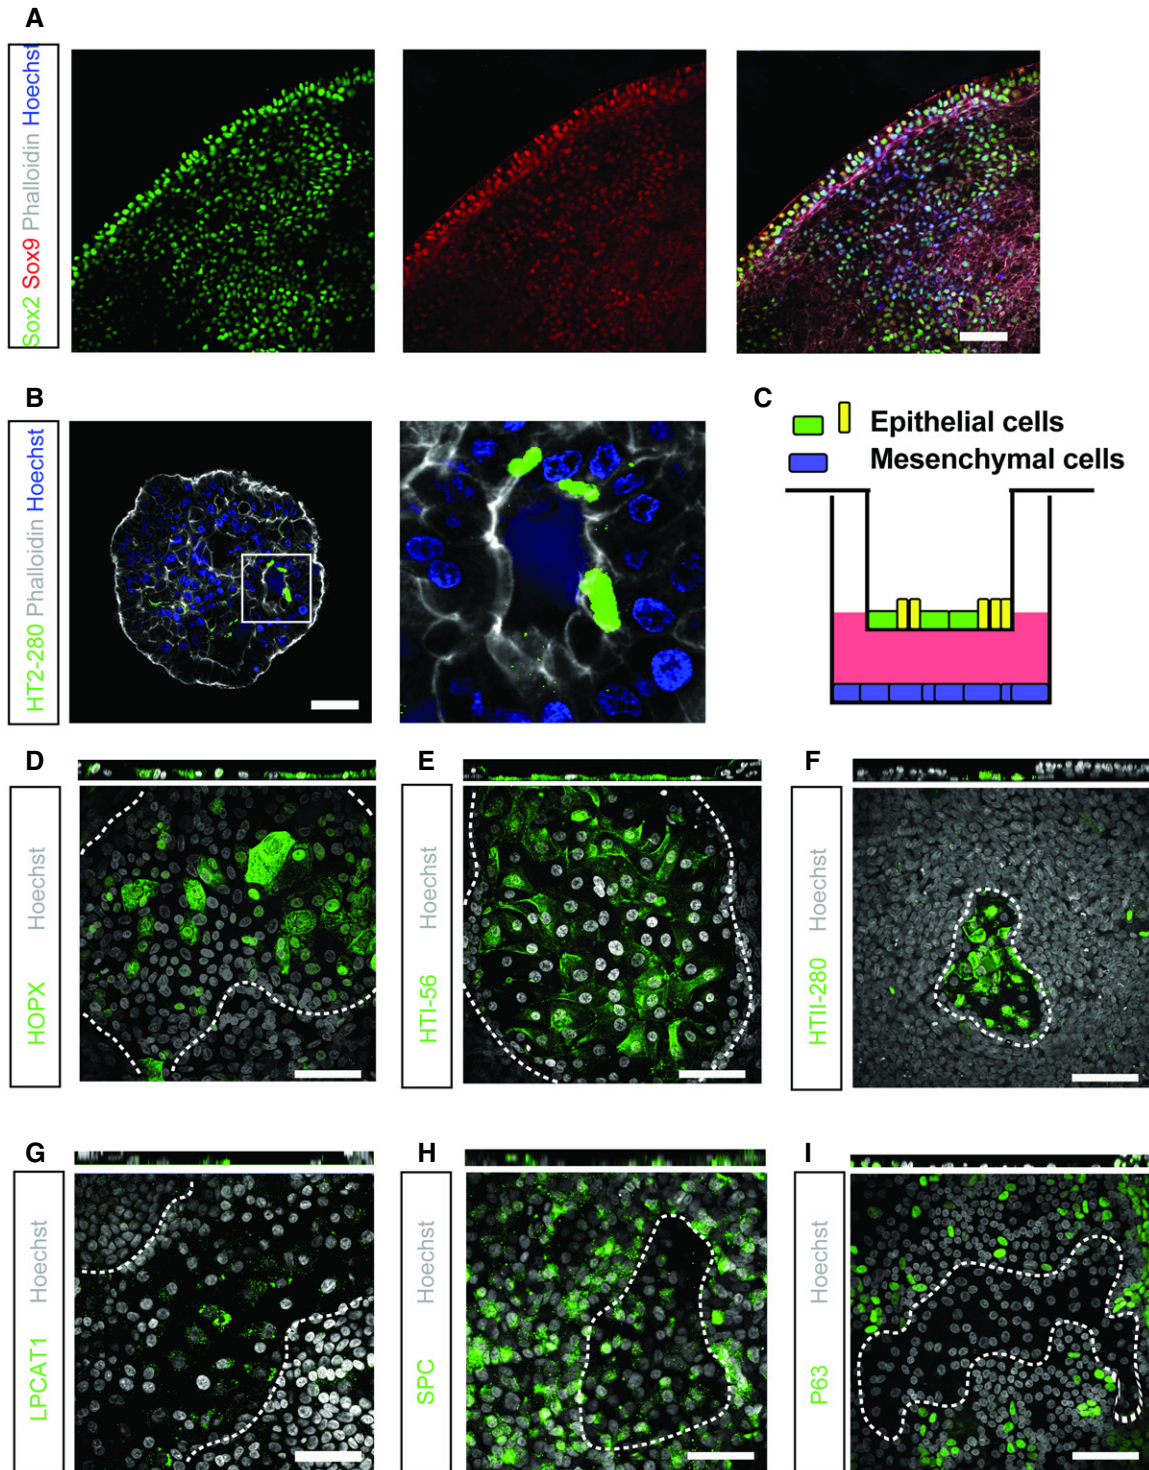 A
Sox2 Sox9 Phalloidin Hoechst
B
HT2-280 Phalloidin Hoechst
C
Epithelial cells
Mesenchymal cells
D
HOPX Hoechst
E
HTI-56 Hoechst
F
HTII-280 Hoechst
G
LPCAT1 Hoechst
H
SPC Hoechst
I
P63 Hoechst